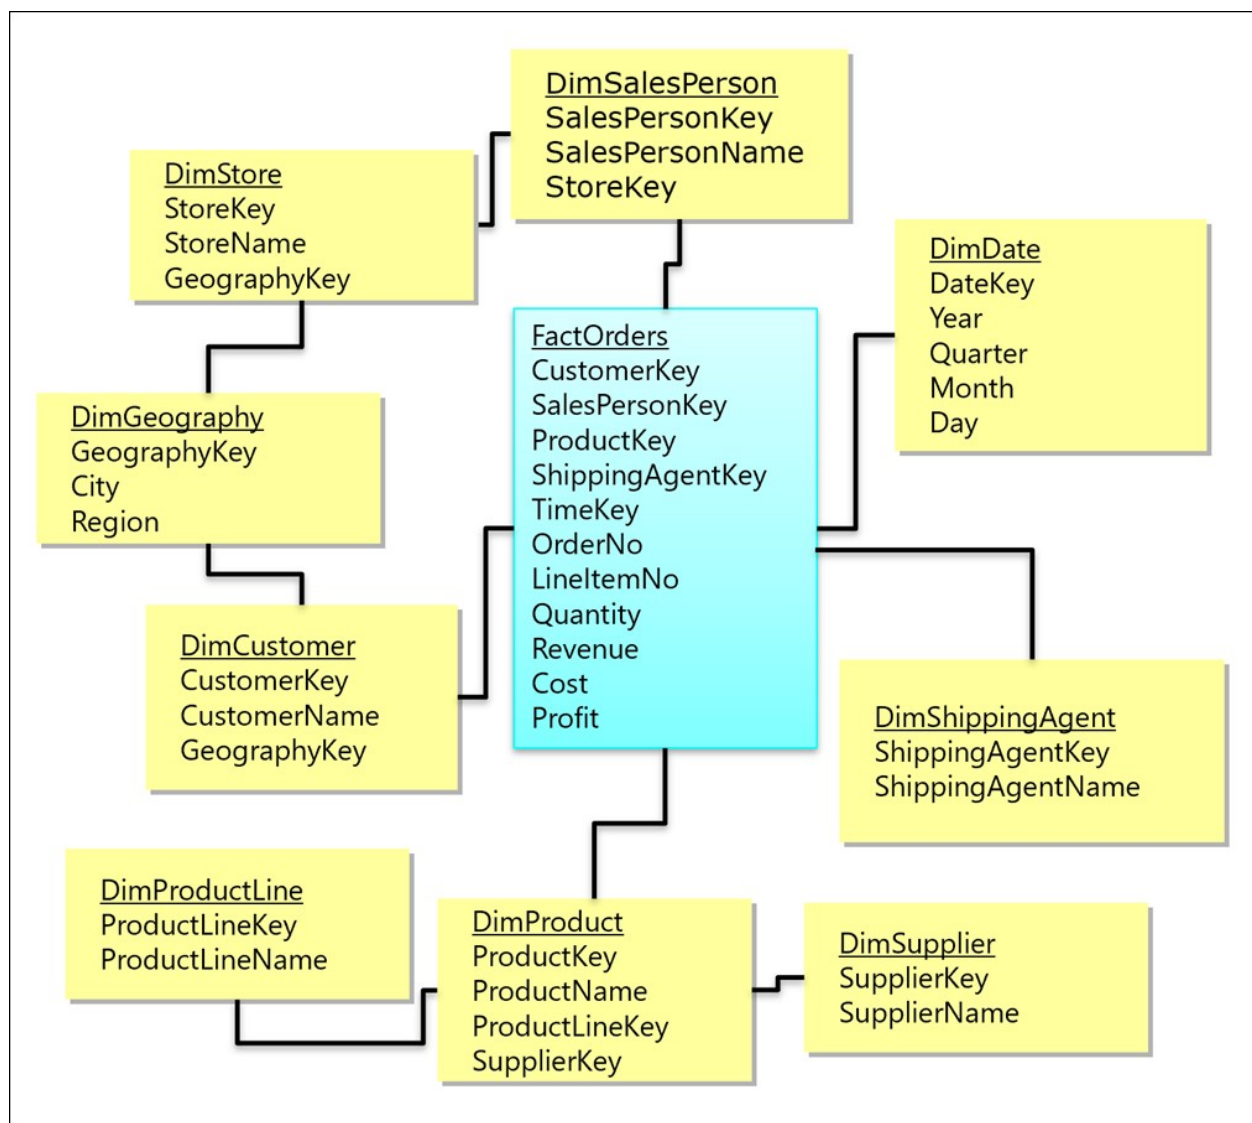 DimSalesPerson
SalesPersonKey
SalesPersonName
StoreKey
DimStore
StoreKey
StoreName
GeographyKey
DimDate
DateKey
Year
Quarter
Month
Day
FactOrders
CustomerKey
SalesPersonKey
ProductKey
ShippingAgentKey
TimeKey
OrderNo
LineItemNo
Quantity
Revenue
Cost
Profit
DimGeography
GeographyKey
City
Region
DimCustomer
CustomerKey
CustomerName
GeographyKey
DimShippingAgent
ShippingAgentKey
ShippingAgentName
DimProductLine
ProductLineKey
ProductLineName
DimProduct
ProductKey
ProductName
ProductLineKey
SupplierKey
DimSupplier
SupplierKey
SupplierName